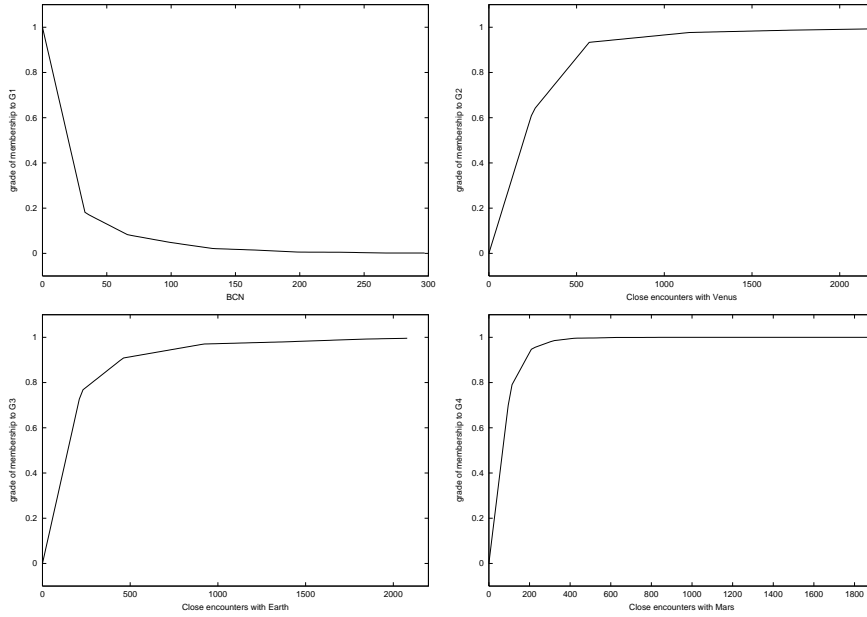 1
0.8
0.6
0.4
0.2
0
grade of membership to G1
0 50 100 150 200 250 300
BCN
1
0.8
0.6
0.4
0.2
0
grade of membership to G2
0 500 1000 1500 2000
Close encounters with Venus
1
0.8
0.6
0.4
0.2
0
grade of membership to G3
0 500 1000 1500 2000
Close encounters with Earth
1
0.8
0.6
0.4
0.2
0
grade of membership to G4
0 200 400 600 800 1000 1200 1400 1600 1800
Close encounters with Mars